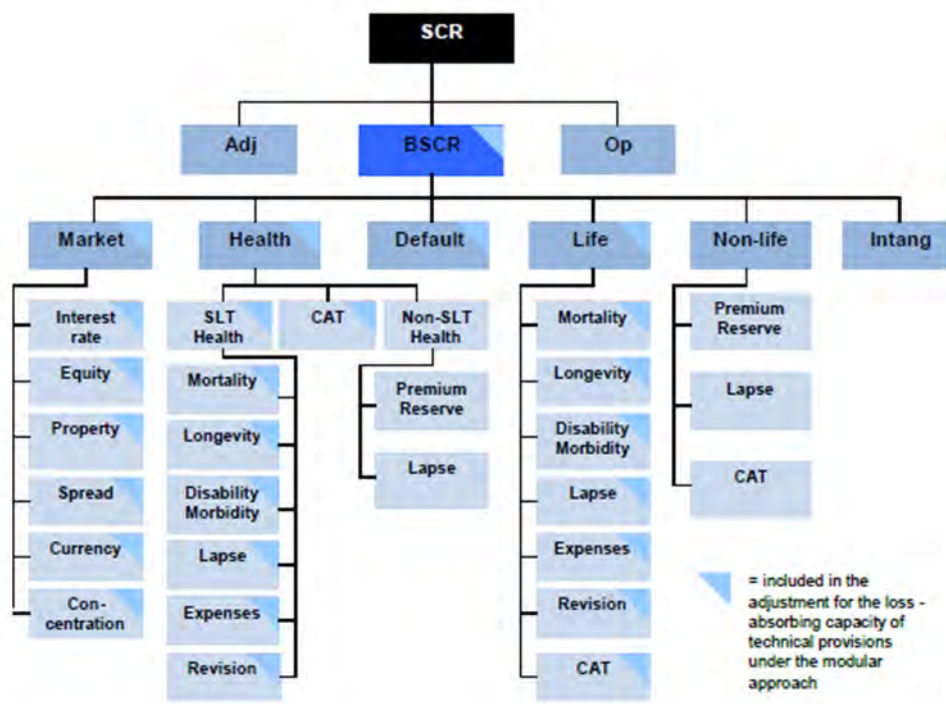 SCR
Adj
BSCR
Op
Market
Health
Default
Life
Non-life
Intang
Interest
rate
Equity
Property
Spread
Currency
Con-
centration
SLT
Health
CAT
Non-SLT
Health
Mortality
Longevity
Disability
Morbidity
Lapse
Expenses
Revision
Premium
Reserve
Lapse
Mortality
Longevity
Disability
Morbidity
Lapse
Expenses
Revision
CAT
Premium
Reserve
Lapse
CAT
= included in the
adjustment for the loss -
absorbing capacity of
technical provisions
under the modular
approach